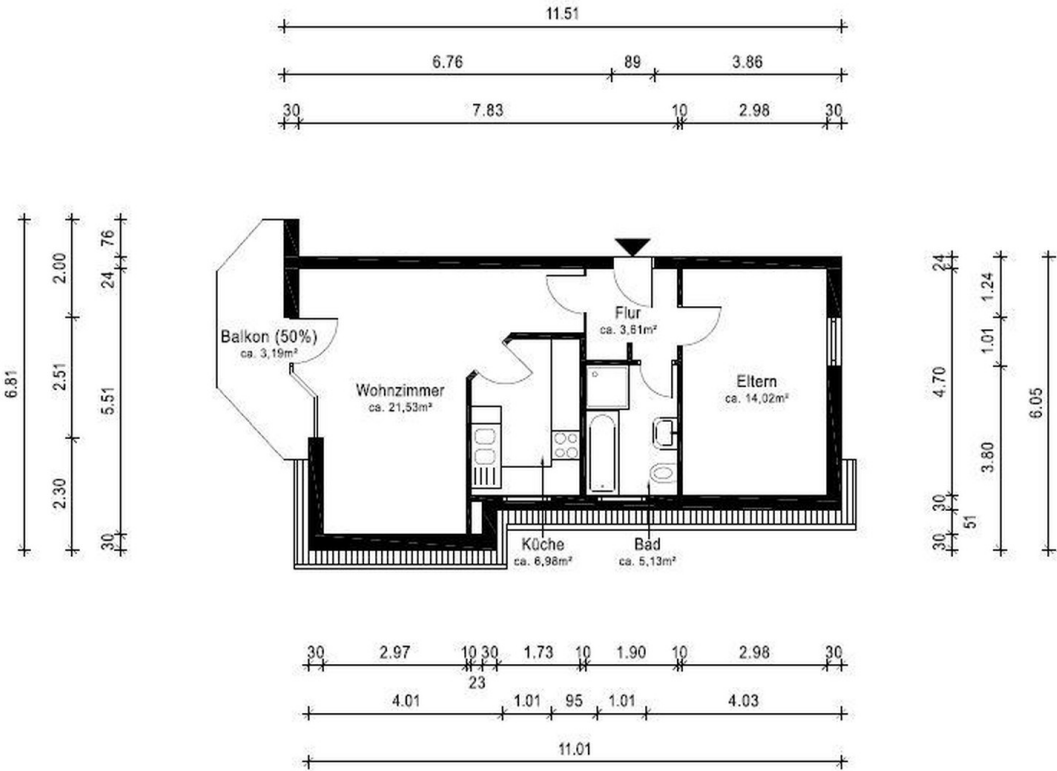 11.51
6.76 89 3.86
30 7.83 10 2.98 30
6.81
2.00 2.51 2.30
76 24 5.51 30
Balkon (50%)
ca. 3,19m²
Wohnzimmer
ca. 21,53m²
Flur
ca. 3,61m²
Eltern
ca. 14,02m²
Küche
ca. 6,98m²
Bad
ca. 5,13m²
24 4.70 30 30
51
1.24 1.01 3.80
6.05
30 2.97 10 30 1.73 10 1.90 10 2.98 30
23
4.01 1.01 95 1.01 4.03
11.01